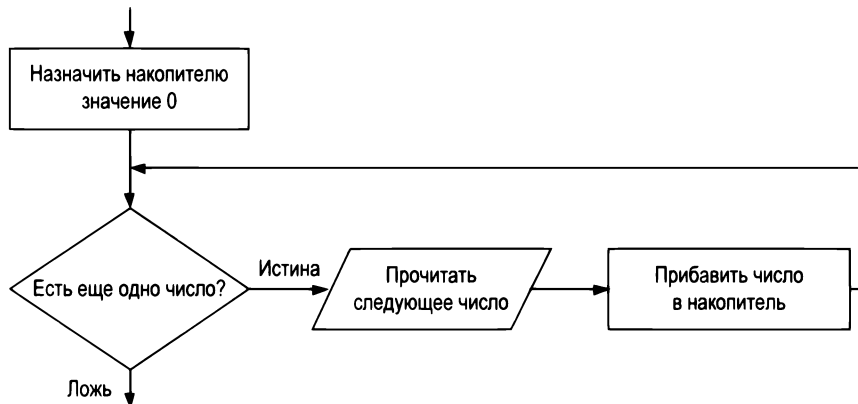 Назначить накопителю
значение 0
Есть еще одно число?
Истина
Прочитать
следующее число
Прибавить число
в накопитель
Ложь